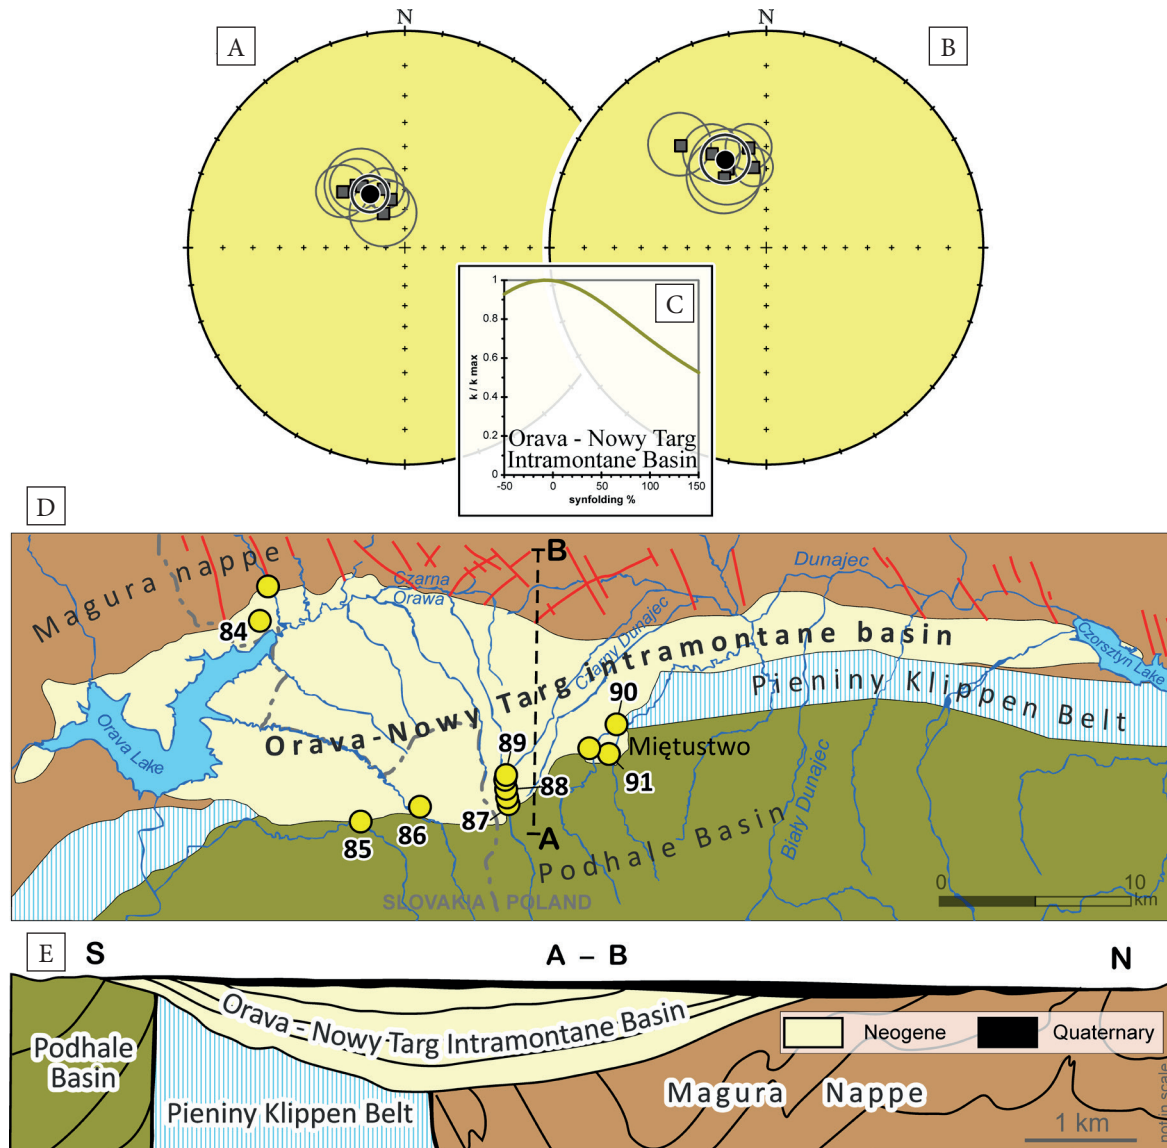 A
N
N
B
C
1
0.8
0.6
0.4
0.2
0
k / k max
Orava - Nowy Targ
Intramontane Basin
-50
0
50
100
150
synfolding %
D
Magura nappe
84
Czarna
Orawa
B
Dunajec
Czarny Dunajec
Orava-Nowy Targ intramontane basin
Czorsztyn Lake
Pieniny Klippen Belt
Orava Lake
90
Miętustwo
91
89
88
87
86
85
A
Podhale Basin
Biały Dunajec
SLOVAKIA
POLAND
0
10
km
E
S
A – B
N
Orava - Nowy Targ Intramontane Basin
Podhale
Basin
Pieniny Klippen Belt
Magura Nappe
Neogene
Quaternary
1 km